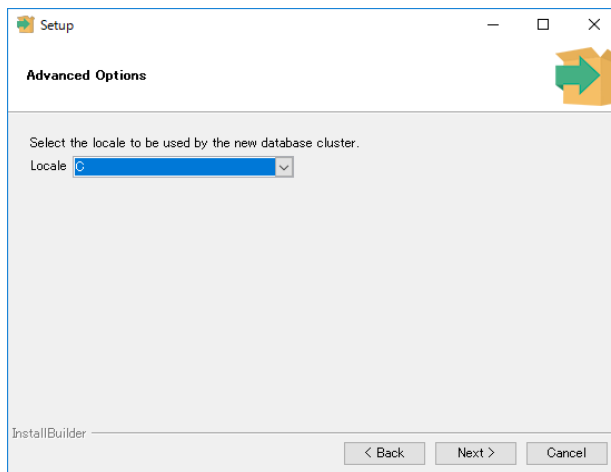 Setup
Advanced Options
Select the locale to be used by the new database cluster.
Locale C
InstallBuilder
< Back Next > Cancel